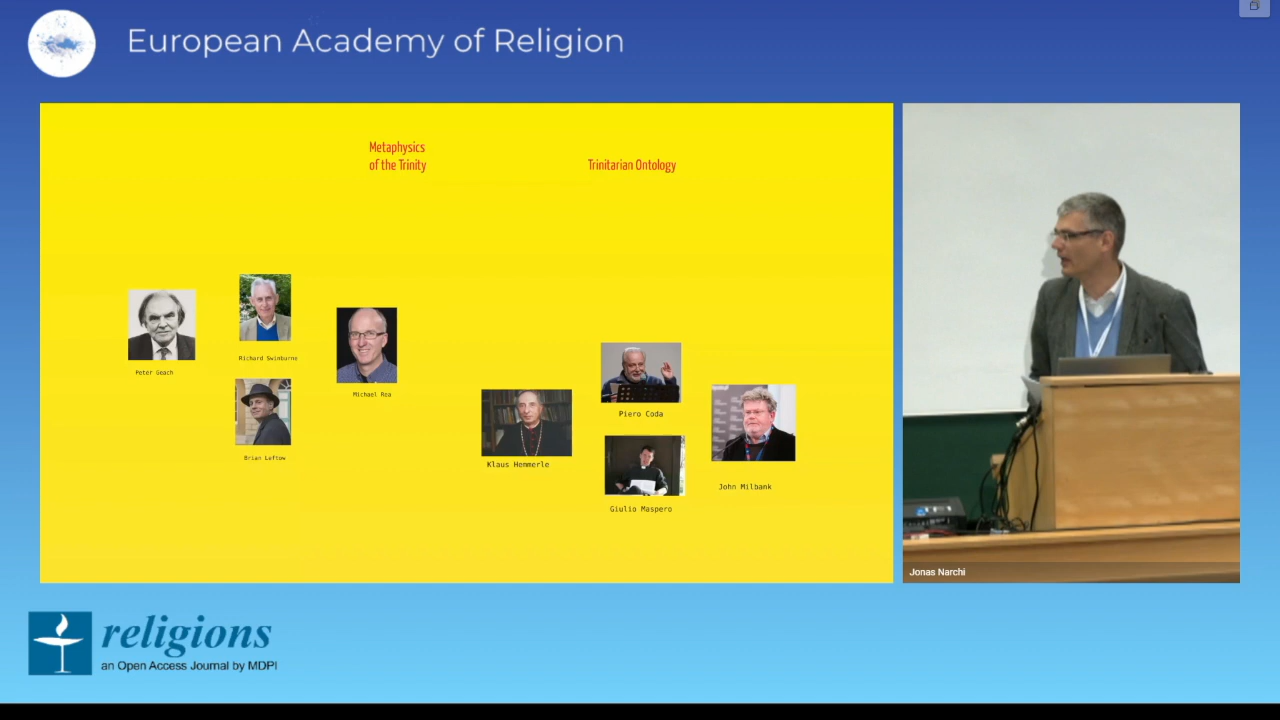 European Academy of Religion
Metaphysics
of the Trinity
Trinitarian Ontology
Peter Geach
Richard Swinburne
Brian Leftow
Michael Rea
Klaus Hemmerle
Piero Coda
Giulio Maspero
John Milbank
Jonas Narchi
religions
an Open Access Journal by MDPI